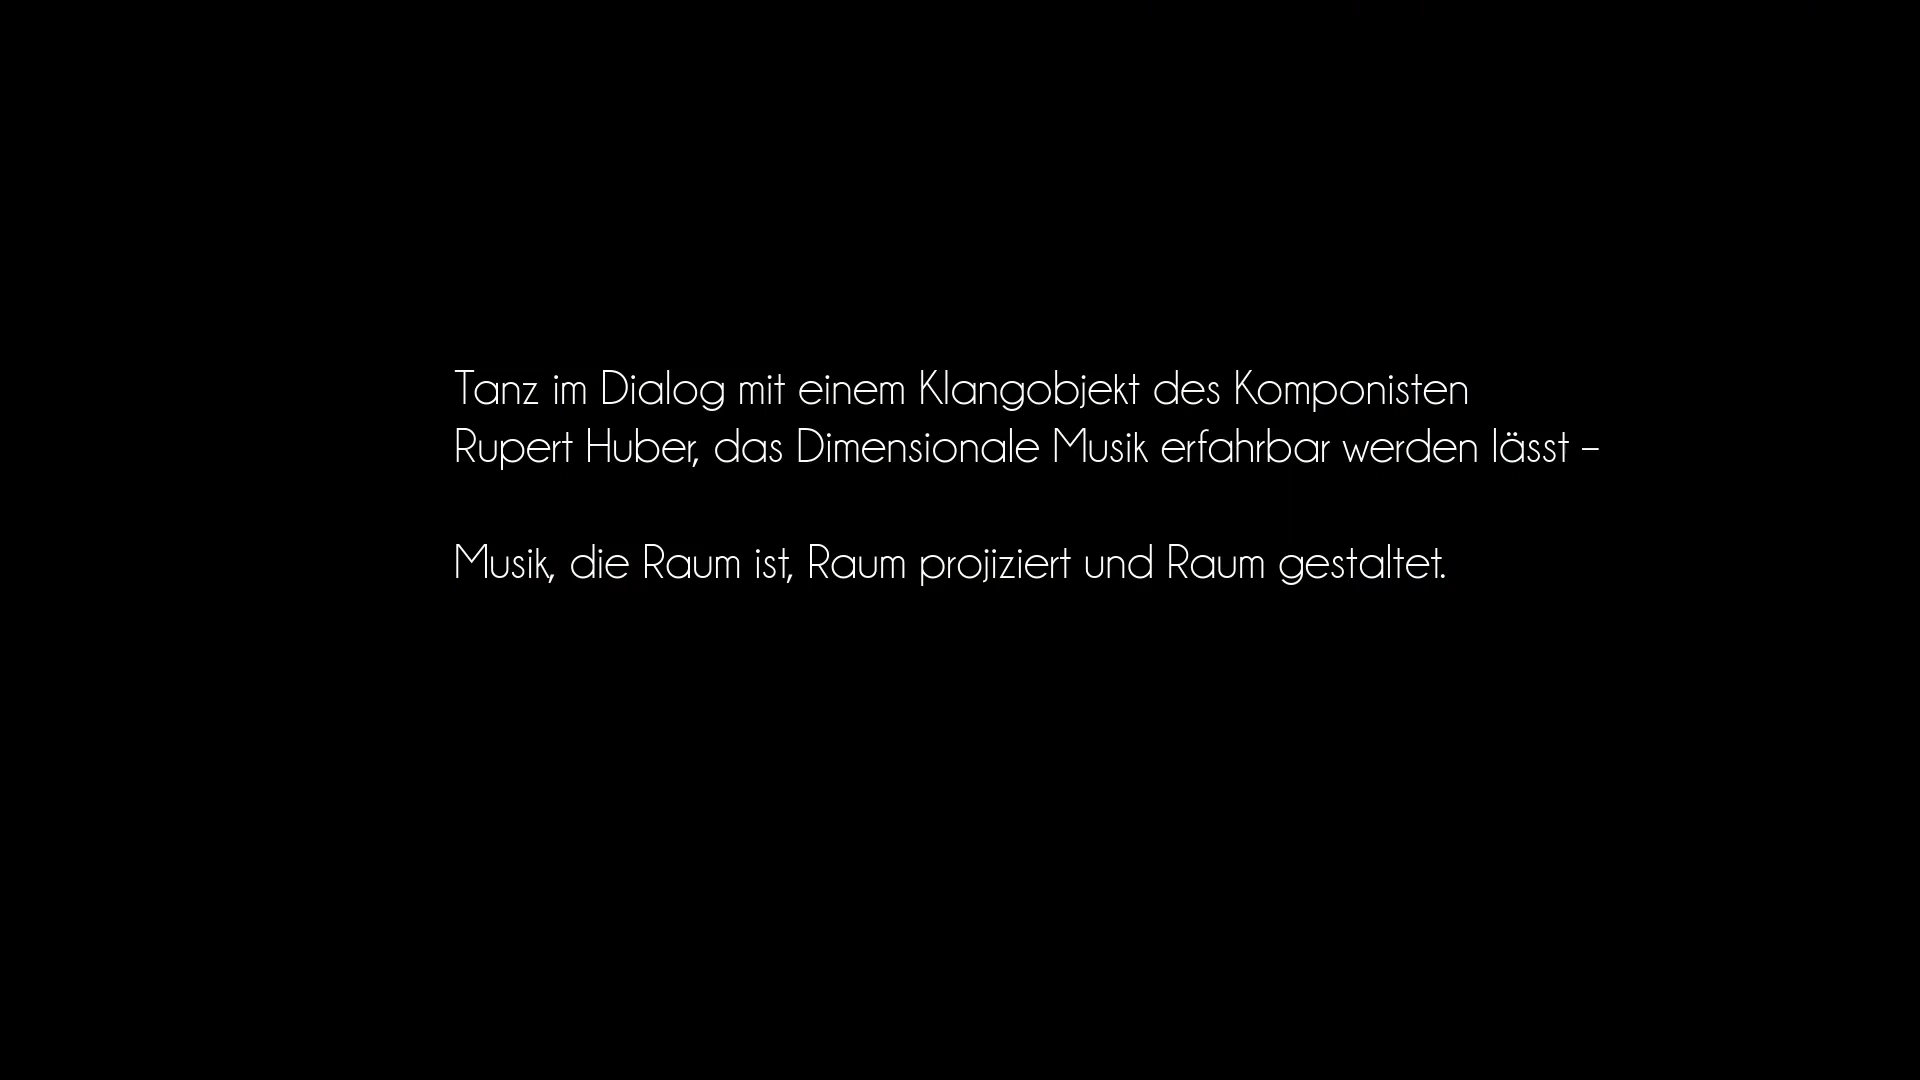 Tanz im Dialog mit einem Klangobjekt des Komponisten
Rupert Huber, das Dimensionale Musik erfahrbar werden lässt –
Musik, die Raum ist, Raum projiziert und Raum gestaltet.